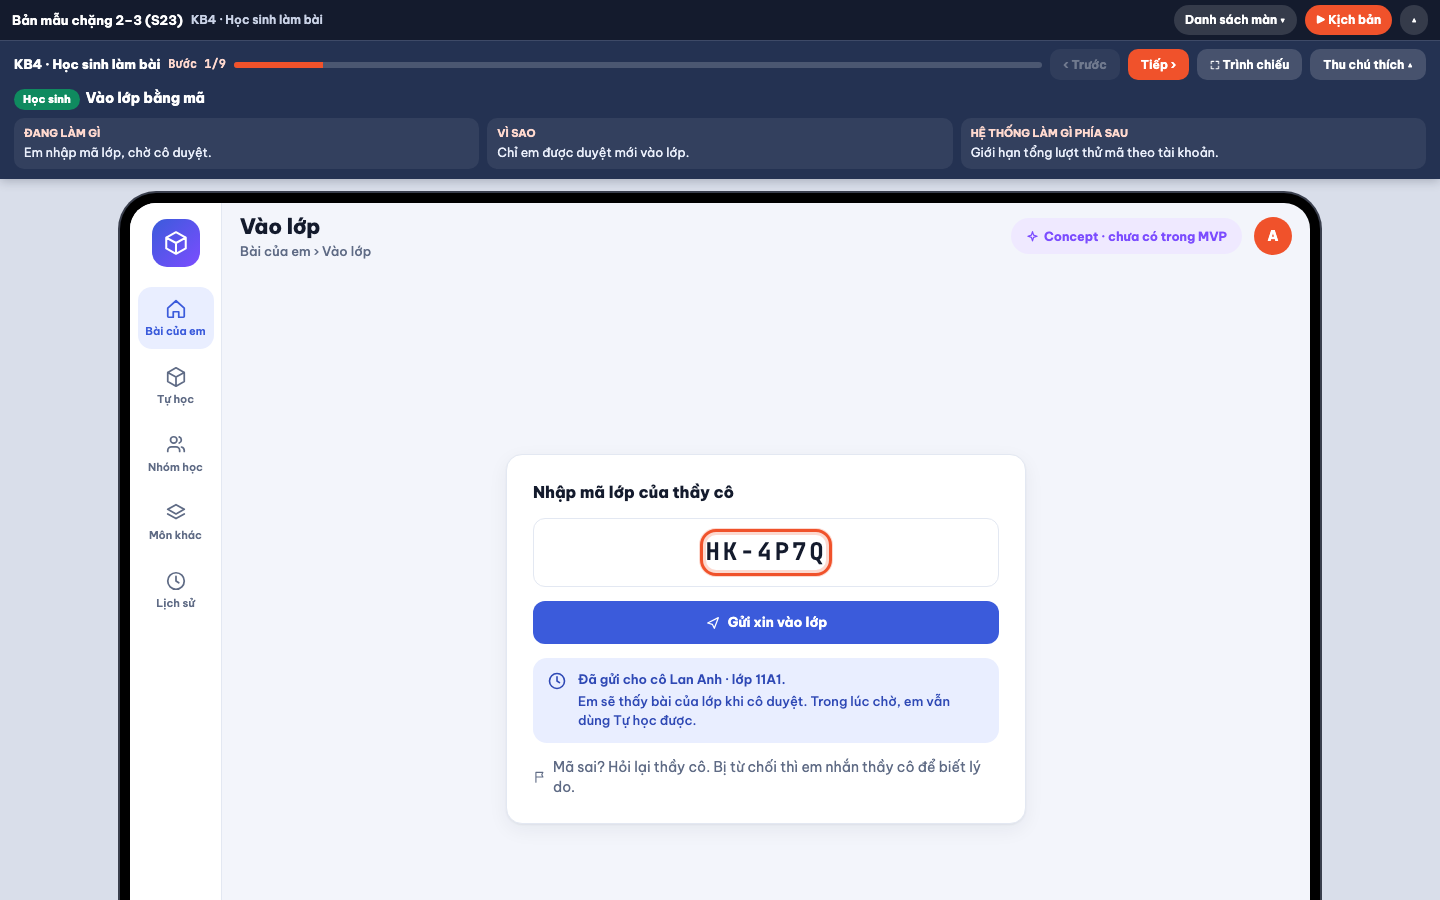 Bản mẫu chặng 2–3 (S23) KB4 · Học sinh làm bài
Danh sách màn ▾
▶ Kịch bản
▴
KB4 · Học sinh làm bài Bước 1/9
‹ Trước
Tiếp ›
⛶ Trình chiếu
Thu chú thích ▴
Học sinh Vào lớp bằng mã
ĐANG LÀM GÌ
Em nhập mã lớp, chờ cô duyệt.
VÌ SAO
Chỉ em được duyệt mới vào lớp.
HỆ THỐNG LÀM GÌ PHÍA SAU
Giới hạn tổng lượt thử mã theo tài khoản.
Vào lớp
Bài của em › Vào lớp
Concept · chưa có trong MVP
A
Bài của em
Tự học
Nhóm học
Môn khác
Lịch sử
Nhập mã lớp của thầy cô
HK-4P7Q
Gửi xin vào lớp
Đã gửi cho cô Lan Anh · lớp 11A1.
Em sẽ thấy bài của lớp khi cô duyệt. Trong lúc chờ, em vẫn
dùng Tự học được.
Mã sai? Hỏi lại thầy cô. Bị từ chối thì em nhắn thầy cô để biết lý
do.